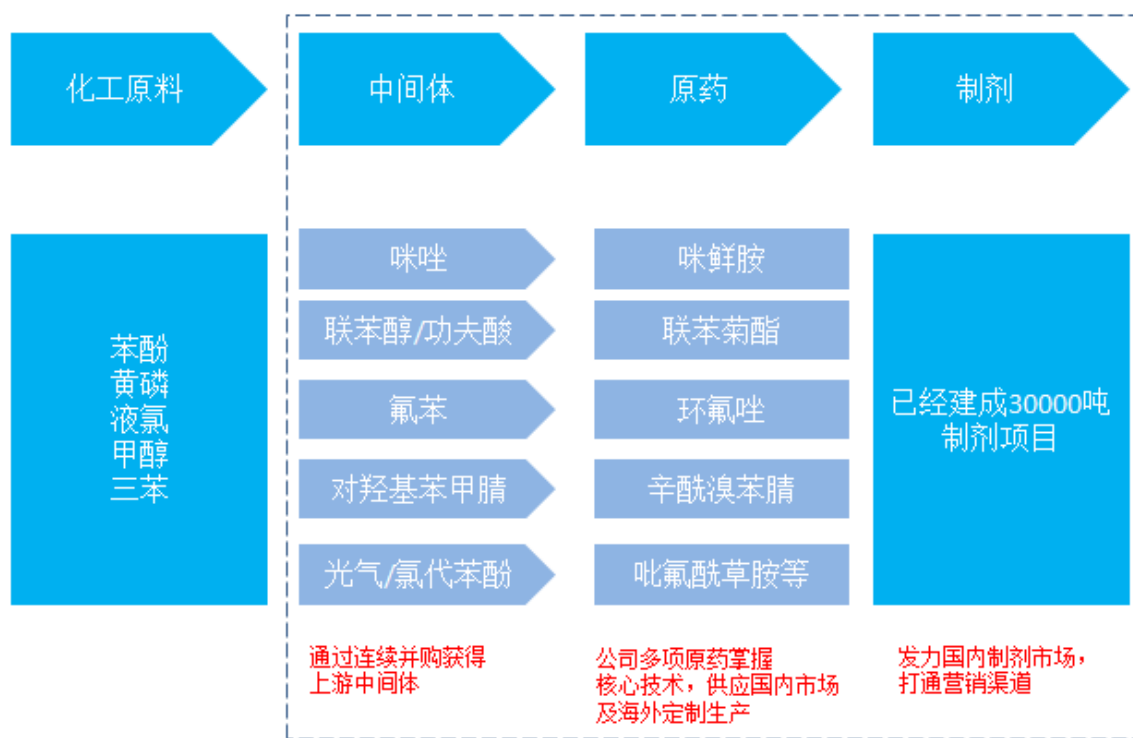 化工原料
中间体
原药
制剂
苯酚
黄磷
液氯
甲醇
三苯
咪唑
咪鲜胺
联苯醇/功夫酸
联苯菊酯
氟苯
环氟唑
对羟基苯甲腈
辛酰溴苯腈
光气/氯代苯酚
吡氟酰草胺等
已经建成30000吨
制剂项目
通过连续并购获得
上游中间体
公司多项原药掌握
核心技术，供应国内市场
及海外定制生产
发力国内制剂市场，
打通营销渠道